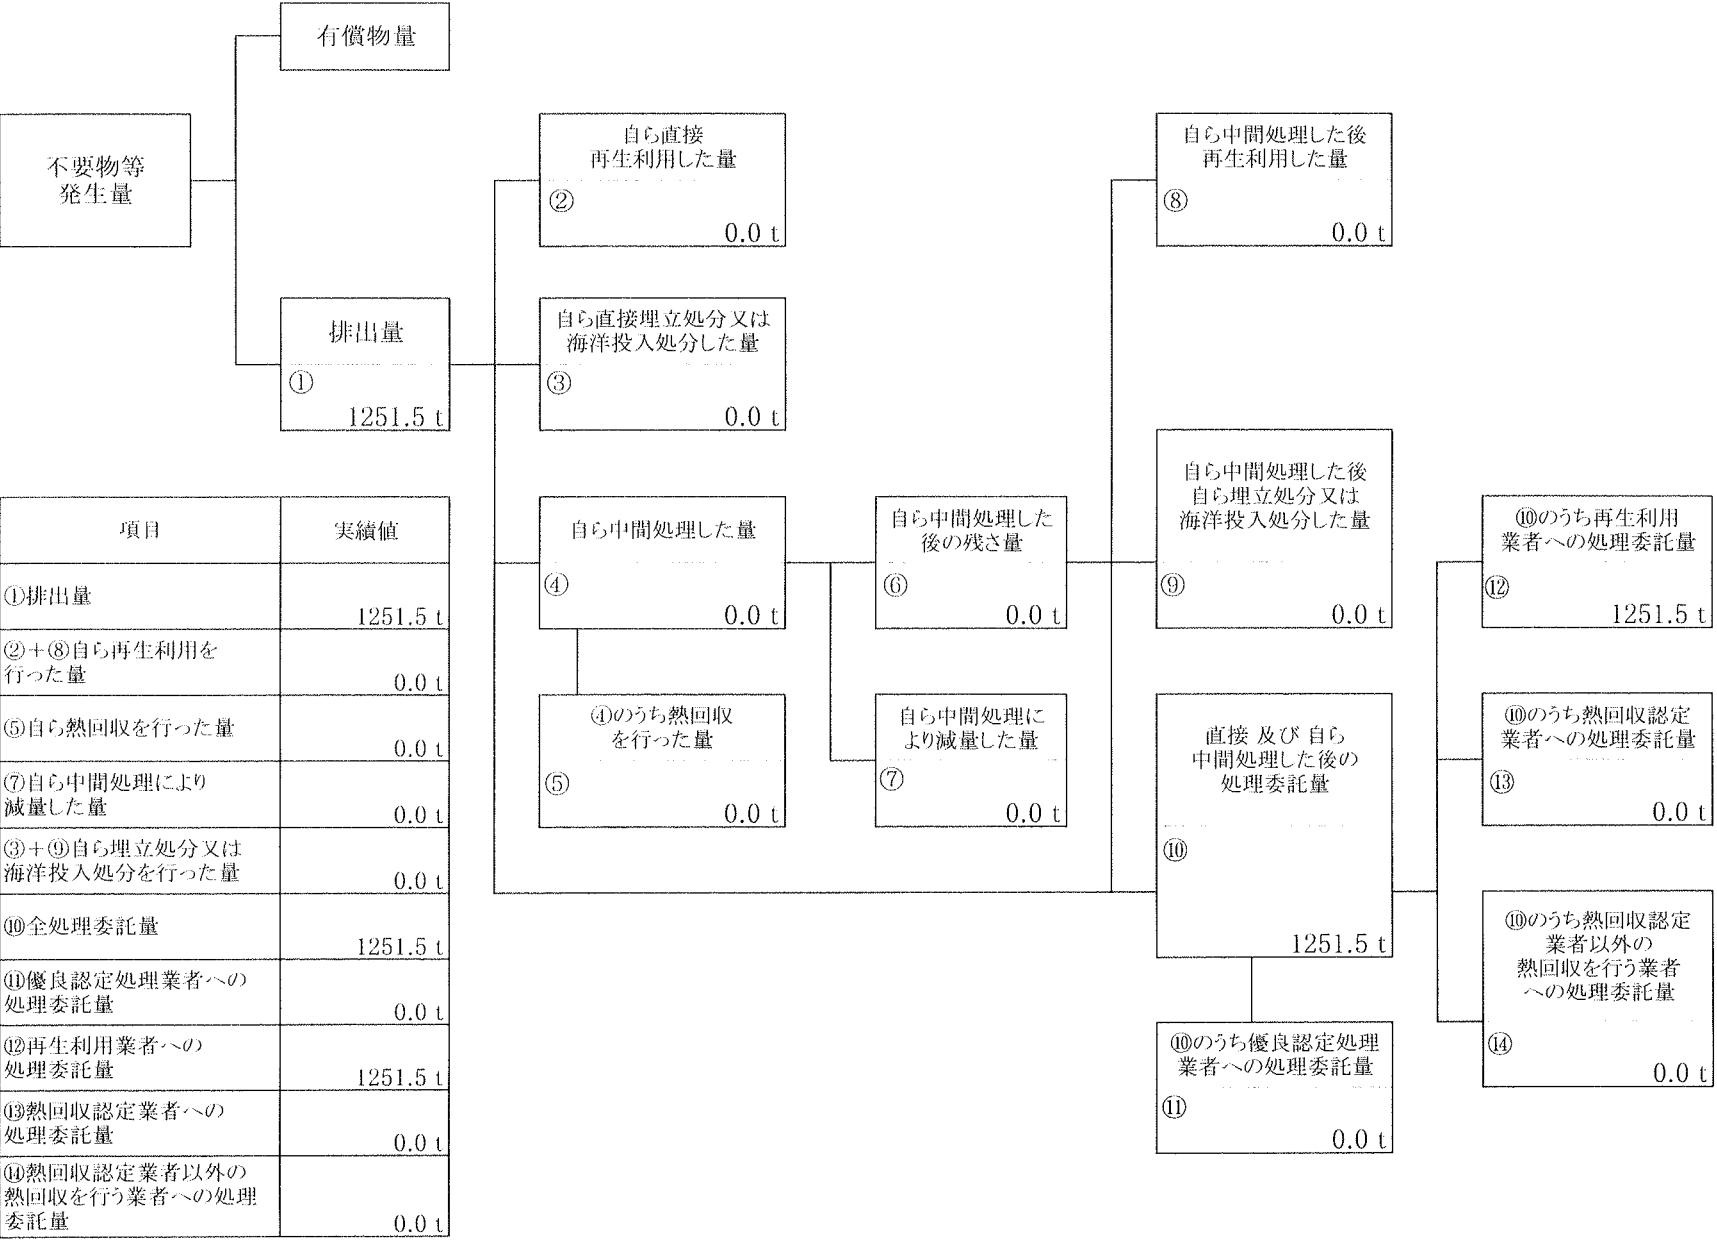 有償物量
不要物等
発生量
自ら直接
再生利用した量
②
0.0 t
自ら中間処理した後
再生利用した量
⑧
0.0 t
排出量
①
1251.5 t
自ら直接埋立処分又は
海洋投入処分した量
③
0.0 t
自ら中間処理した量
④
0.0 t
自ら中間処理した
後の残さ量
⑥
0.0 t
自ら中間処理した後
自ら埋立処分又は
海洋投入処分した量
⑨
0.0 t
⑩のうち再生利用
業者への処理委託量
⑫
1251.5 t
④のうち熱回収
を行った量
⑤
0.0 t
自ら中間処理に
より減量した量
⑦
0.0 t
直接 及び 自ら
中間処理した後の
処理委託量
⑩
1251.5 t
⑩のうち熱回収認定
業者への処理委託量
⑬
0.0 t
⑩のうち熱回収認定
業者以外の
熱回収を行う業者
への処理委託量
⑭
0.0 t
⑩のうち優良認定処理
業者への処理委託量
⑪
0.0 t
項目 実績値
①排出量
1251.5 t
②＋⑧自ら再生利用を
行った量
0.0 t
⑤自ら熱回収を行った量
0.0 t
⑦自ら中間処理により
減量した量
0.0 t
③＋⑨自ら埋立処分又は
海洋投入処分を行った量
0.0 t
⑩全処理委託量
1251.5 t
⑪優良認定処理業者への
処理委託量
0.0 t
⑫再生利用業者への
処理委託量
1251.5 t
⑬熱回収認定業者への
処理委託量
0.0 t
⑭熱回収認定業者以外の
熱回収を行う業者への処理
委託量
0.0 t